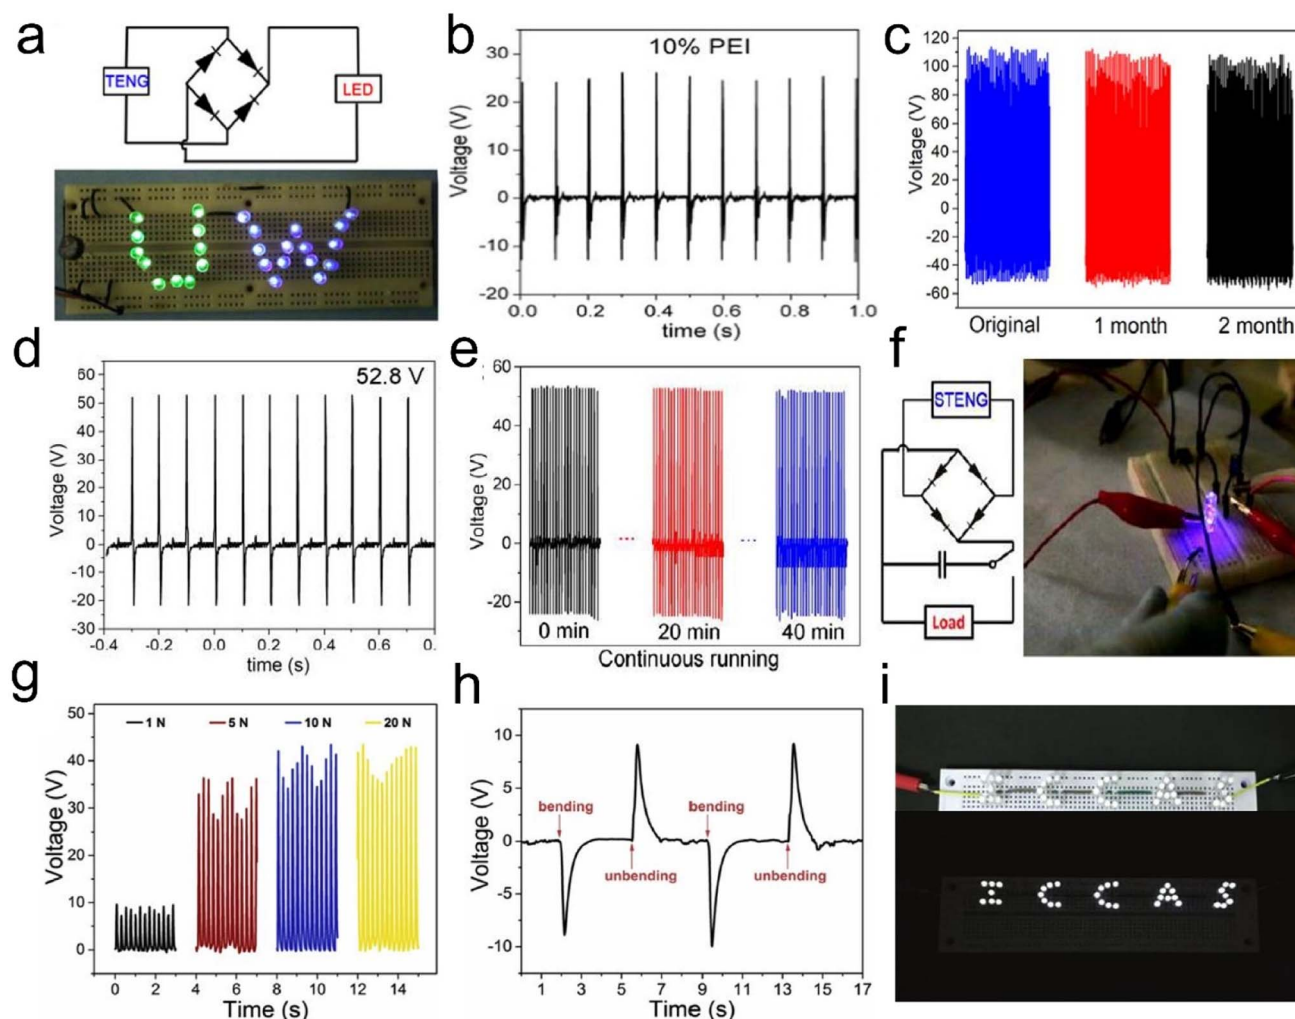 a
TENG
LED
b
10% PEI
Voltage (V)
20
10
0
-10
-20
0.0 0.2 0.4 0.6 0.8 1.0
time (s)
c
Voltage (V)
120
100
80
60
40
20
0
-20
-40
-60
Original 1 month 2 month
d
52.8 V
Voltage (V)
60
50
40
30
20
10
0
-10
-20
-30
-0.4 -0.2 0.0 0.2 0.4 0.6 0.
time (s)
e
Voltage (V)
60
40
20
0
-20
0 min 20 min 40 min
Continuous running
f
STENG
Load
g
1 N 5 N 10 N 20 N
Voltage (V)
50
40
30
20
10
0
0 2 4 6 8 10 12 14
Time (s)
h
Voltage (V)
10
5
0
-5
-10
bending
unbending
bending
unbending
1 3 5 7 9 11 13 15 17
Time (s)
i
I C C A S